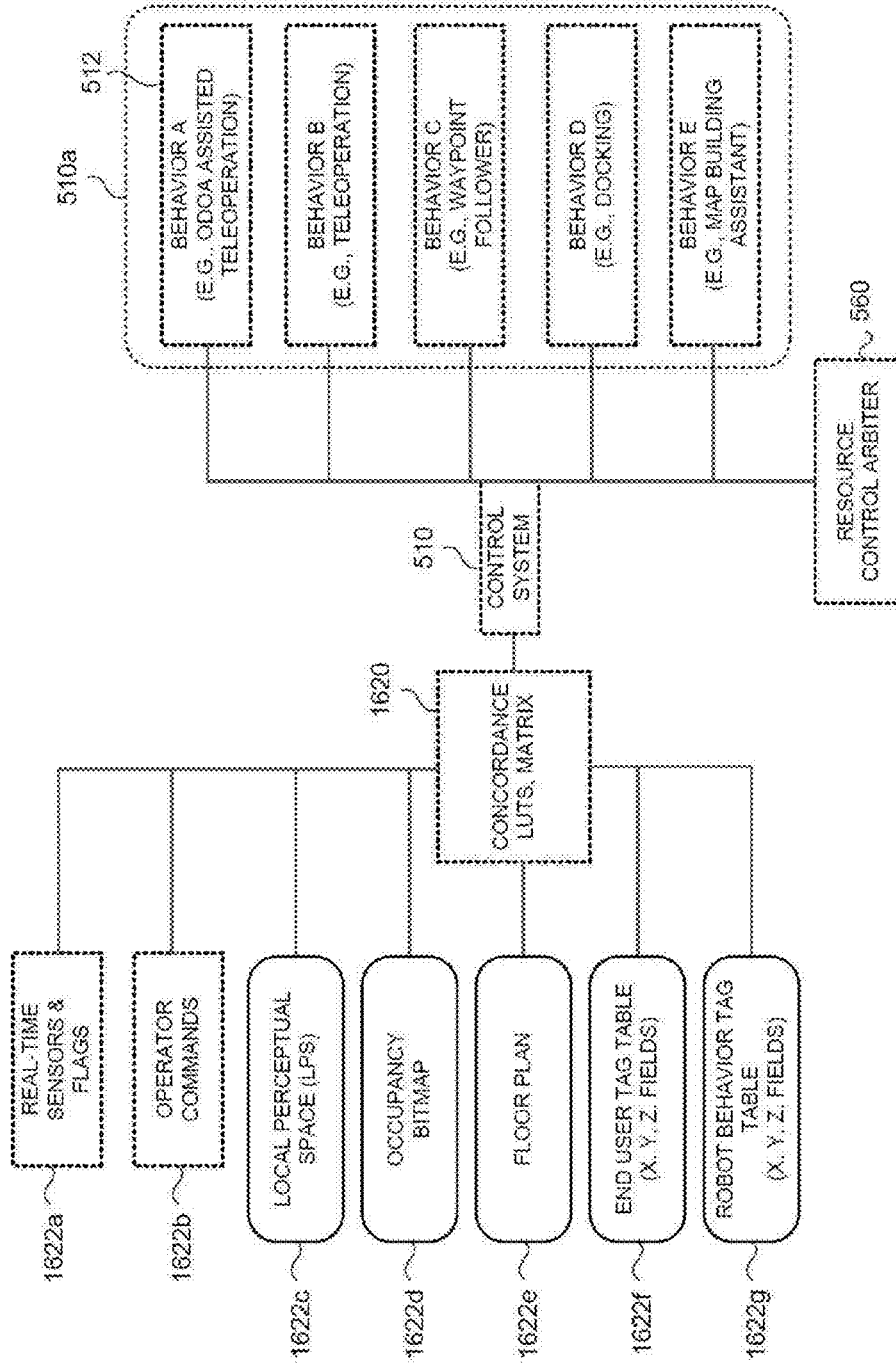 1622a
REAL-TIME
SENSORS &
FLAGS
1622b
OPERATOR
COMMANDS
1622c
LOCAL PERCEPTUAL
SPACE (LPS)
1622d
OCCUPANCY
BITMAP
1622e
FLOOR PLAN
1622f
END USER TAG TABLE
(X, Y, Z, FIELDS)
1622g
ROBOT BEHAVIOR TAG
TABLE
(X, Y, Z, FIELDS)
1620
CONCORDANCE
LUTS, MATRIX
510
CONTROL
SYSTEM
510a
512
BEHAVIOR A
(E.G., ODOA ASSISTED
TELEOPERATION)
BEHAVIOR B
(E.G., TELEOPERATION)
BEHAVIOR C
(E.G., WAYPOINT
FOLLOWER)
BEHAVIOR D
(E.G., DOCKING)
BEHAVIOR E
(E.G., MAP BUILDING
ASSISTANT)
560
RESOURCE
CONTROL ARBITER